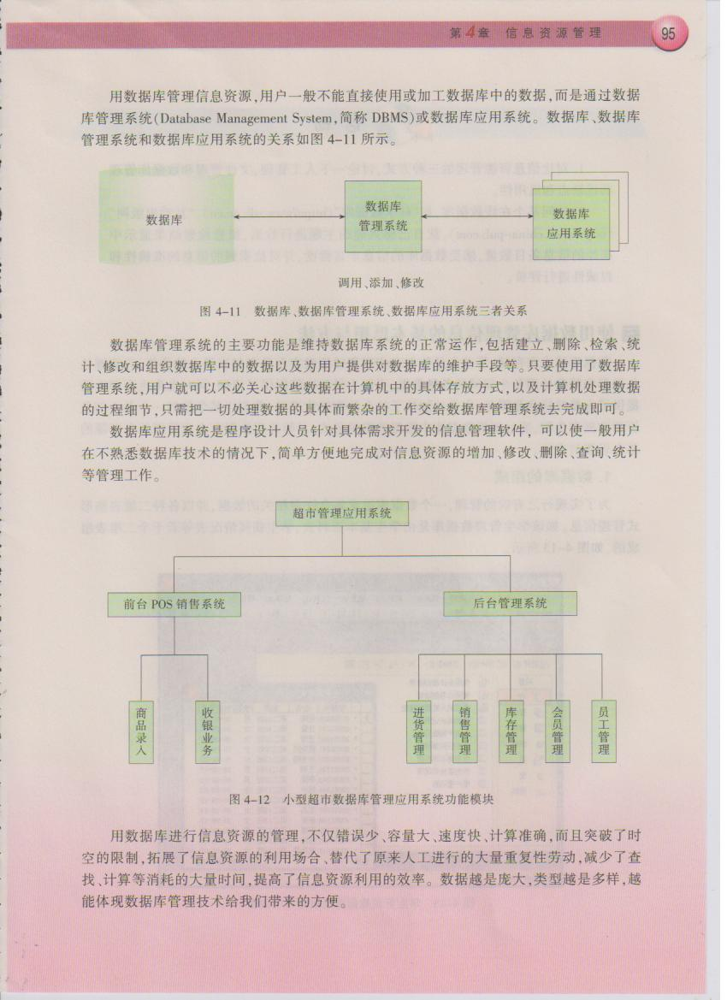 第4章 信息资源管理 95
用数据库管理信息资源,用户一般不能直接使用或加工数据库中的数据,而是通过数据
库管理系统(Database Management System,简称 DBMS)或数据库应用系统。数据库、数据库
管理系统和数据库应用系统的关系如图 4-11 所示。
数据库
数据库
管理系统
数据库
应用系统
调用、添加、修改
图 4-11 数据库、数据库管理系统、数据库应用系统三者关系
数据库管理系统的主要功能是维持数据库系统的正常运作,包括建立、删除、检索、统
计、修改和组织数据库中的数据以及为用户提供对数据库的维护手段等。只要使用了数据库
管理系统,用户就可以不必关心这些数据在计算机中的具体存放方式,以及计算机处理数据
的过程细节,只需把一切处理数据的具体而繁杂的工作交给数据库管理系统去完成即可。
数据库应用系统是程序设计人员针对具体需求开发的信息管理软件，可以使一般用户
在不熟悉数据库技术的情况下,简单方便地完成对信息资源的增加、修改、删除、查询、统计
等管理工作。
超市管理应用系统
前台 POS 销售系统
后台管理系统
商品录入
收银业务
进货管理
销售管理
库存管理
会员管理
员工管理
图 4-12 小型超市数据库管理应用系统功能模块
用数据库进行信息资源的管理,不仅错误少、容量大、速度快、计算准确,而且突破了时
空的限制,拓展了信息资源的利用场合、替代了原来人工进行的大量重复性劳动,减少了查
找、计算等消耗的大量时间,提高了信息资源利用的效率。数据越是庞大,类型越是多样,越
能体现数据库管理技术给我们带来的方便。